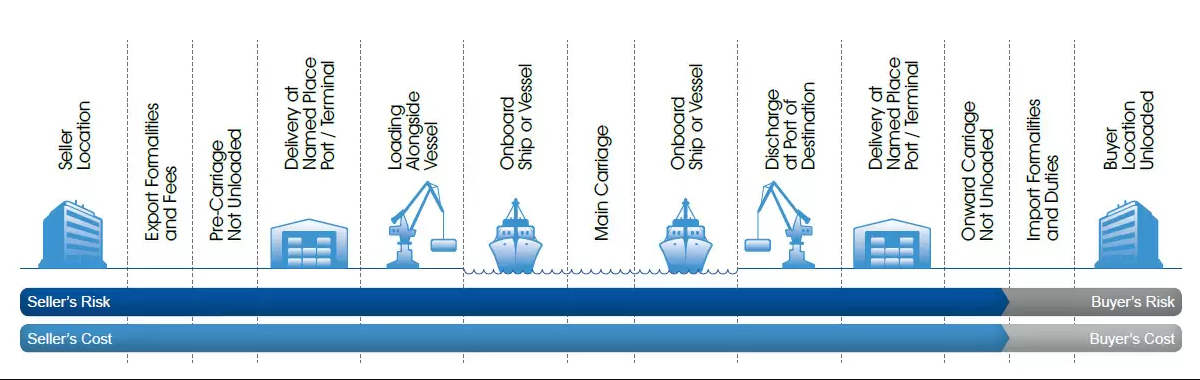 Seller
Location
Export Formalities
and Fees
Pre-Carriage
Not Unloaded
Delivery at
Named Place
Port / Terminal
Loading
Alongside
Vessel
Onboard
Ship or Vessel
Main Carriage
Onboard
Ship or Vessel
Discharge
at Port of
Destination
Delivery at
Named Place
Port / Terminal
Onward Carriage
Not Unloaded
Import Formalities
and Duties
Buyer
Location
Unloaded
Seller's Risk
Buyer's Risk
Seller's Cost
Buyer's Cost